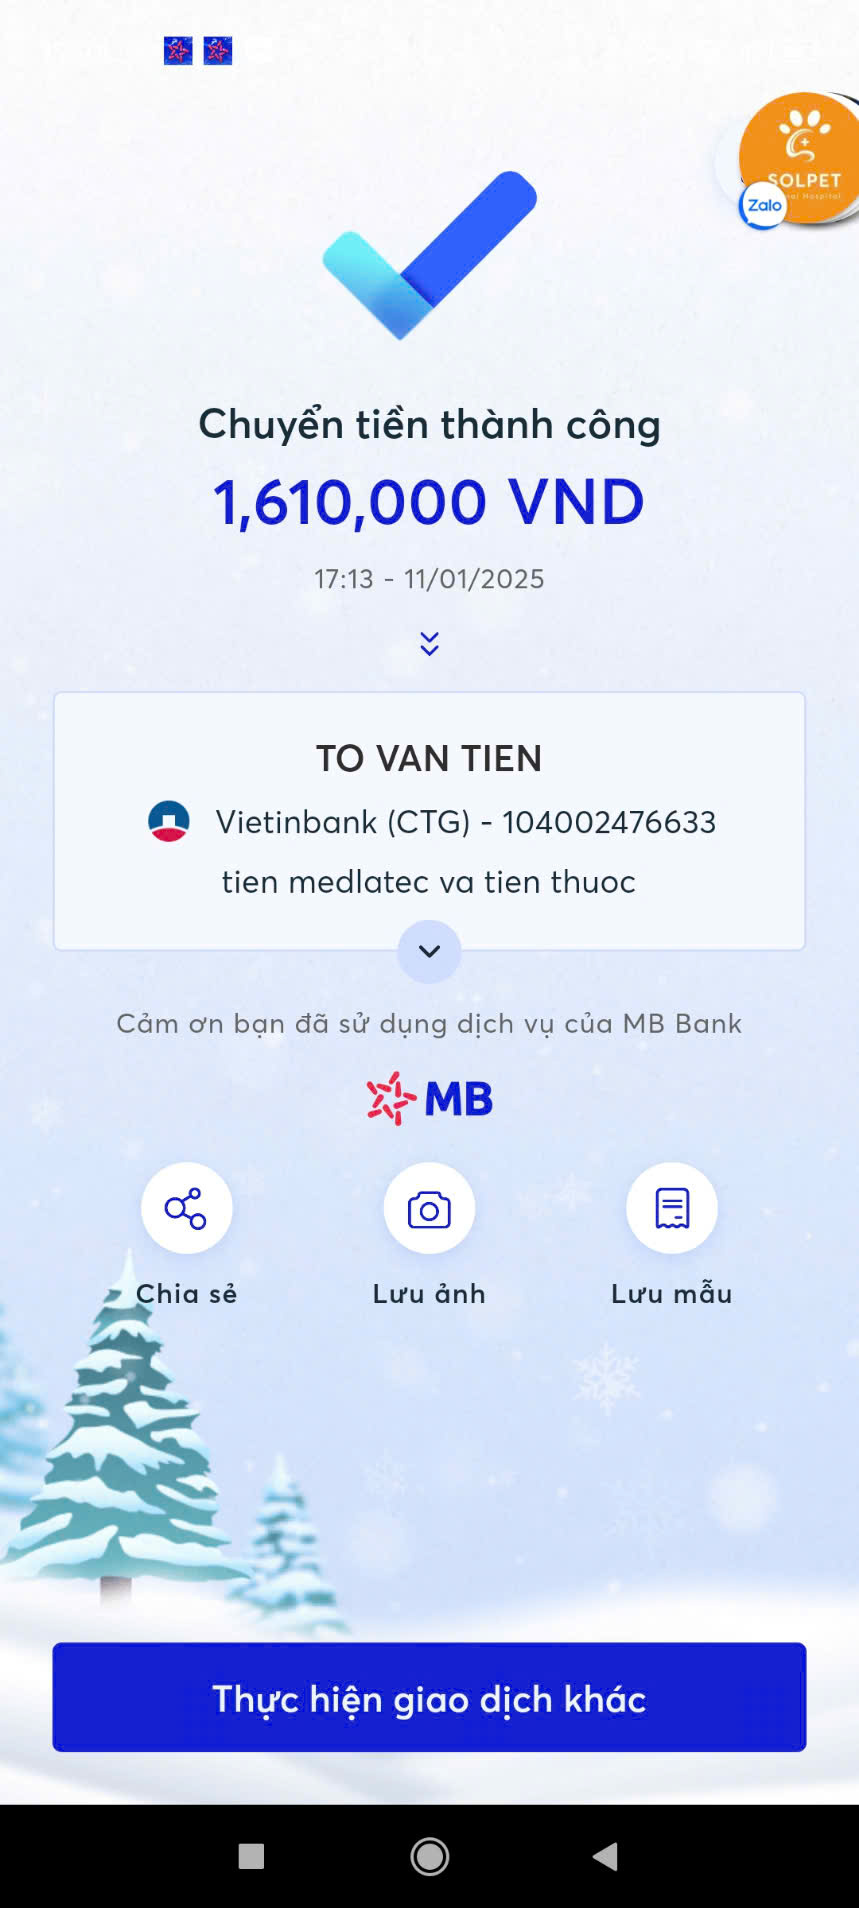 SOLPET
Zalo
Chuyển tiền thành công
1,610,000 VND
17:13 - 11/01/2025
TO VAN TIEN
Vietinbank (CTG) - 104002476633
tien medlatec va tien thuoc
Cảm ơn bạn đã sử dụng dịch vụ của MB Bank
MB
Chia sẻ
Lưu ảnh
Lưu mẫu
Thực hiện giao dịch khác